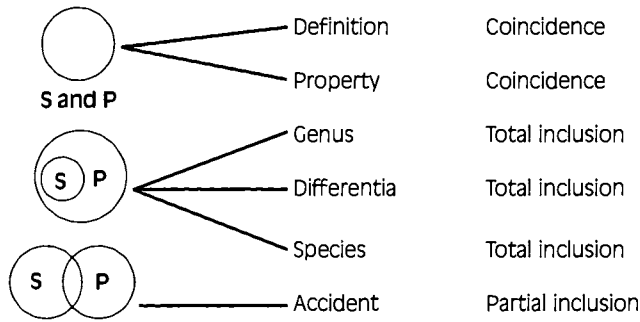 Definition Coincidence
Property Coincidence
S and P
Genus Total inclusion
S P Differentia Total inclusion
Species Total inclusion
S P
Accident Partial inclusion